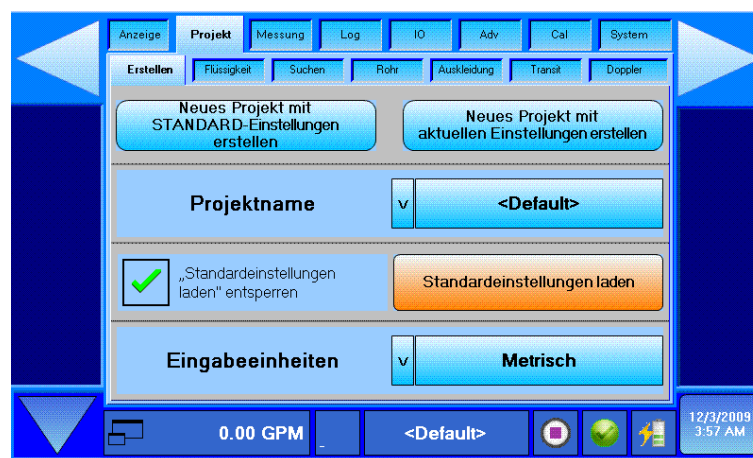 Anzeige Projekt Messung Log IO Adv Cal System
Erstellen Flüssigkeit Suchen Rohr Auskleidung Transit Doppler
Neues Projekt mit
STANDARD-Einstellungen
erstellen
Neues Projekt mit
aktuellen Einstellungen erstellen
Projektname
v
<Default>
„Standardeinstellungen
laden" entsperren
Standardeinstellungen laden
Eingabeeinheiten
v
Metrisch
0.00 GPM
_
<Default>
12/3/2009
3:57 AM